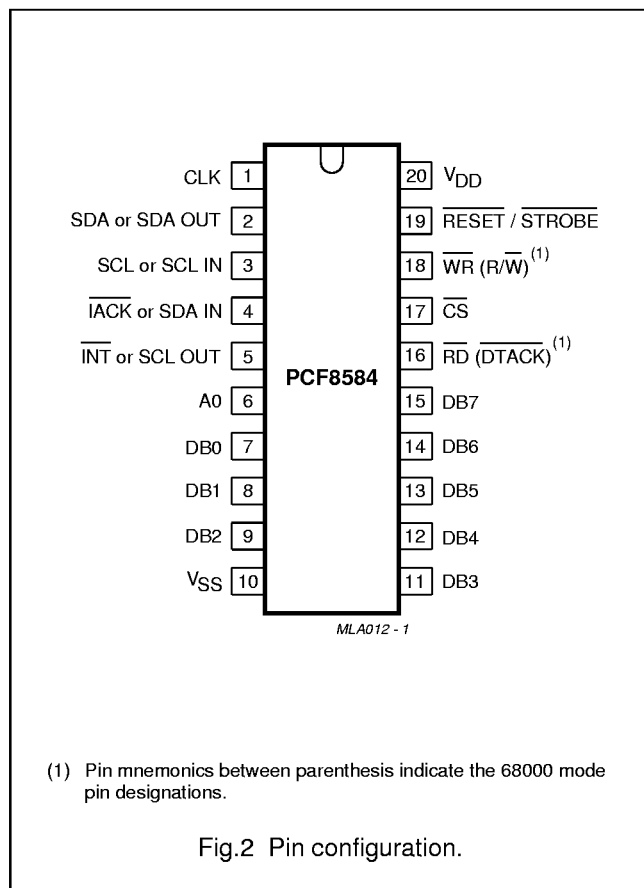 CLK 1 20 VDD
SDA or SDA OUT 2 19 RESET / STROBE
SCL or SCL IN 3 18 WR (R/W)(1)
IACK or SDA IN 4 17 CS
INT or SCL OUT 5 16 RD (DTACK)(1)
PCF8584
A0 6 15 DB7
DB0 7 14 DB6
DB1 8 13 DB5
DB2 9 12 DB4
VSS 10 11 DB3
MLA012 - 1
(1) Pin mnemonics between parenthesis indicate the 68000 mode
pin designations.
Fig.2 Pin configuration.